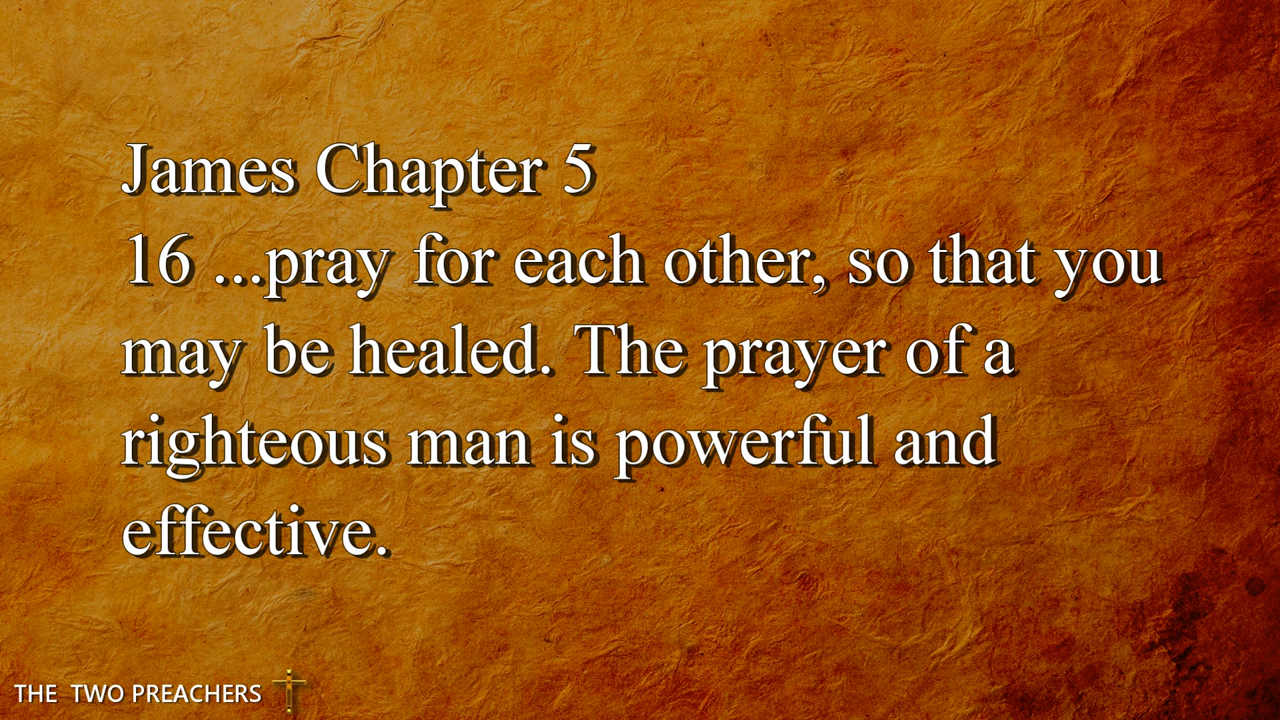 James Chapter 5
16 ...pray for each other, so that you
may be healed. The prayer of a
righteous man is powerful and
effective.
THE TWO PREACHERS